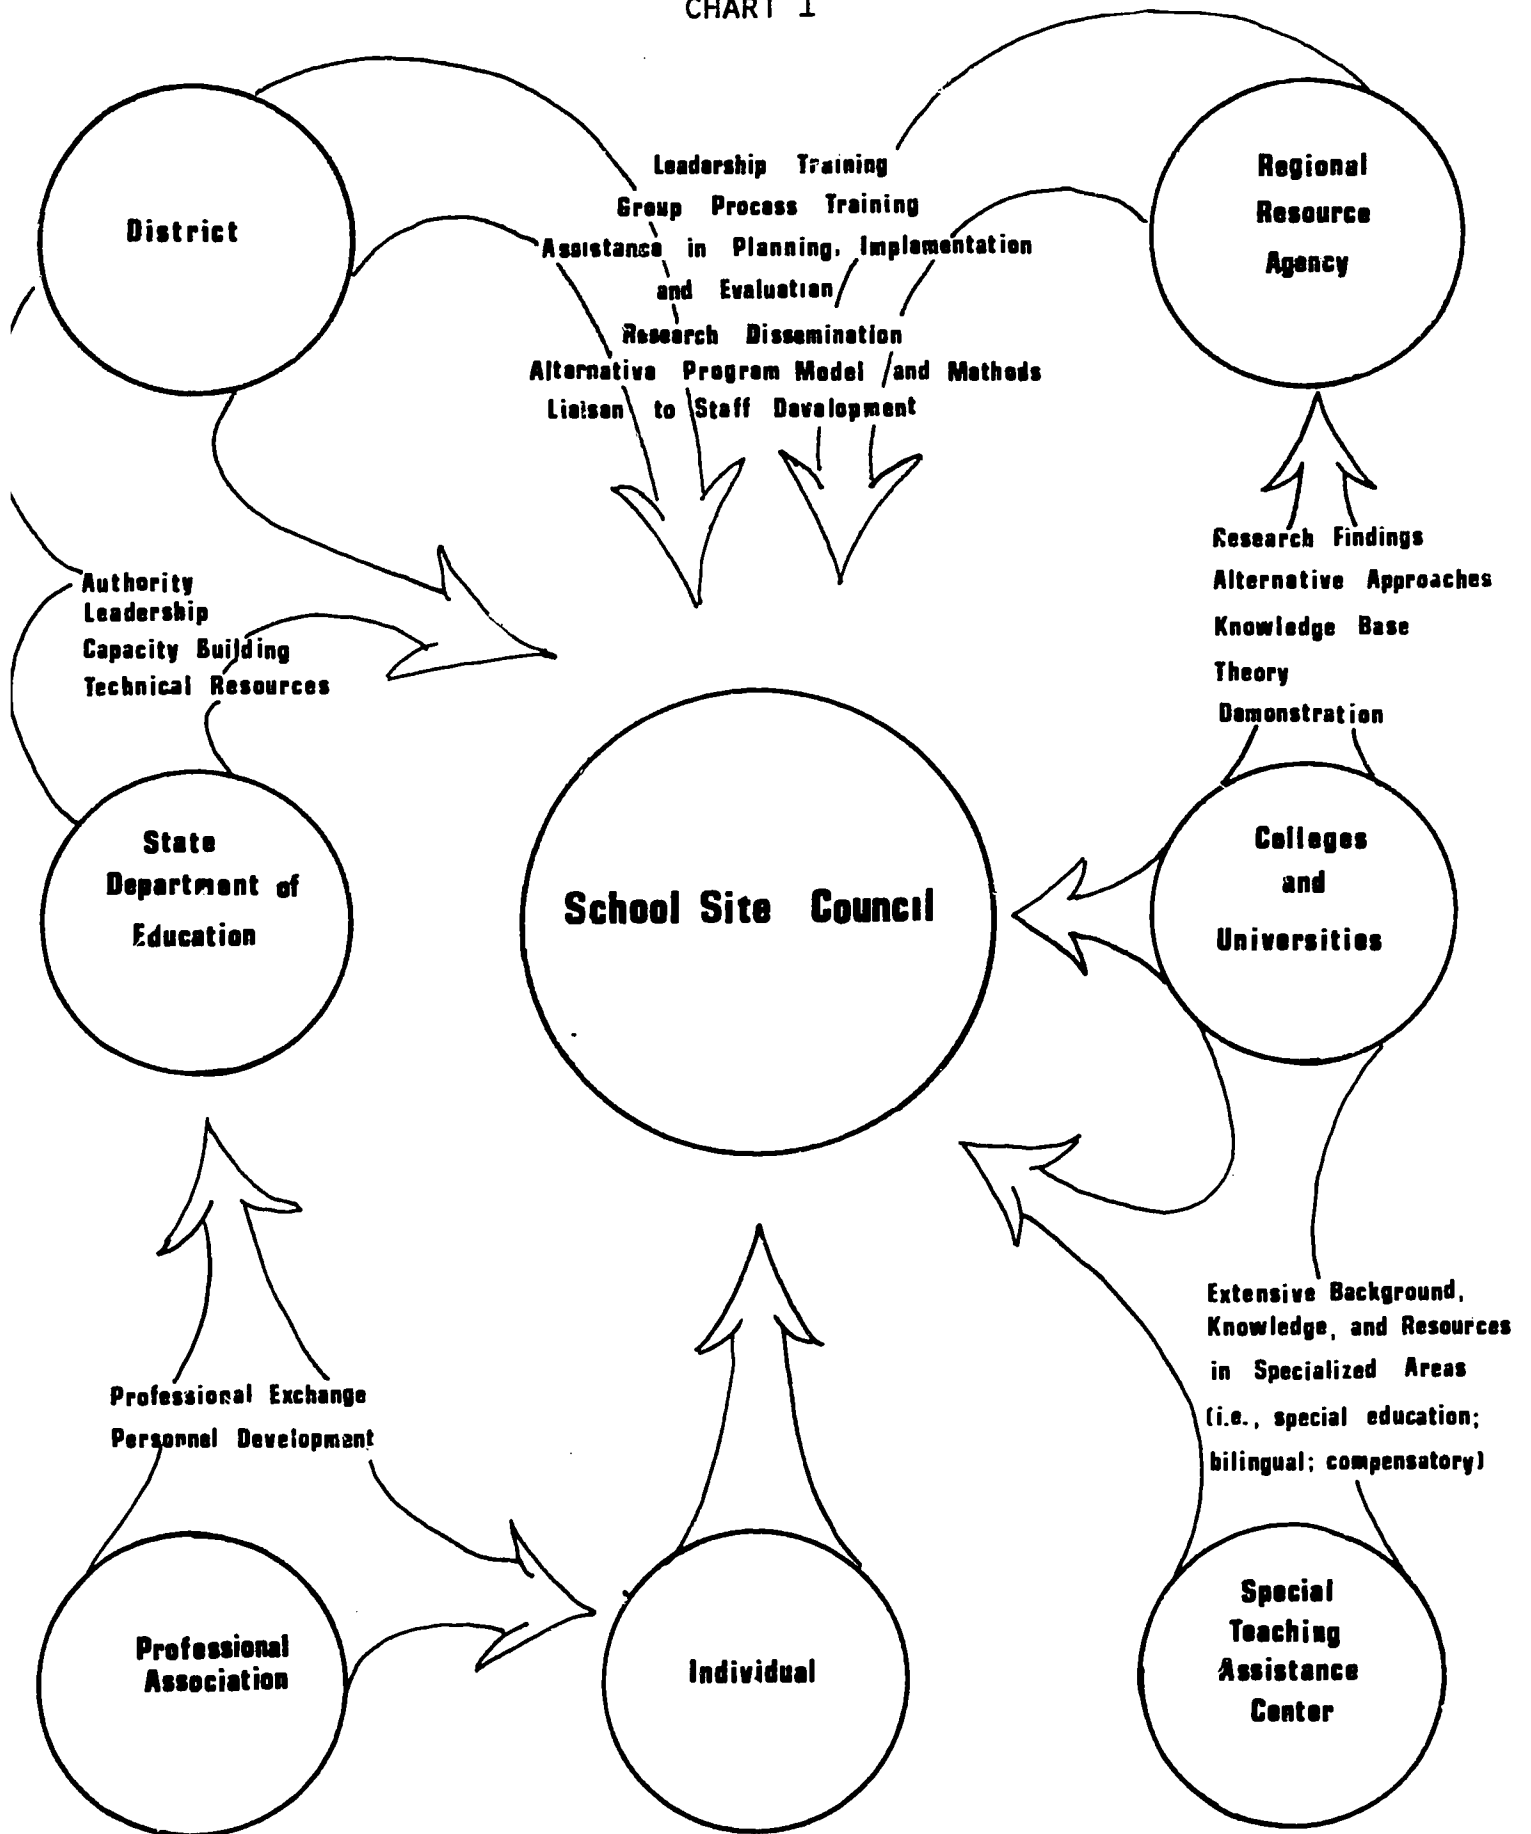 CHART 1
District
Regional
Resource
Agency
Leadership Training
Group Process Training
Assistance in Planning, Implementation
and Evaluation
Research Dissemination
Alternative Program Model and Methods
Liaison to Staff Development
Authority
Leadership
Capacity Building
Technical Resources
Research Findings
Alternative Approaches
Knowledge Base
Theory
Demonstration
State
Department of
Education
School Site Council
Colleges
and
Universities
Extensive Background,
Knowledge, and Resources
in Specialized Areas
(i.e., special education;
bilingual; compensatory)
Professional Exchange
Personnel Development
Professional
Association
Individual
Special
Teaching
Assistance
Center